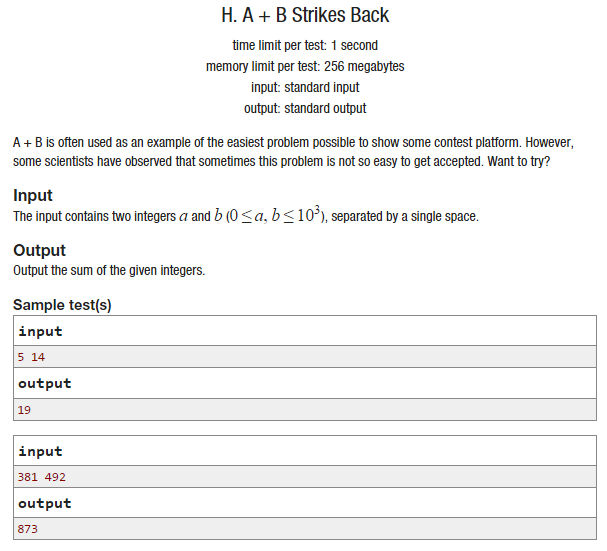 H. A + B Strikes Back
time limit per test: 1 second
memory limit per test: 256 megabytes
input: standard input
output: standard output
A + B is often used as an example of the easiest problem possible to show some contest platform. However,
some scientists have observed that sometimes this problem is not so easy to get accepted. Want to try?
Input
The input contains two integers a and b (0 ≤ a, b ≤ 10³), separated by a single space.
Output
Output the sum of the given integers.
Sample test(s)
input
5 14
output
19
input
381 492
output
873